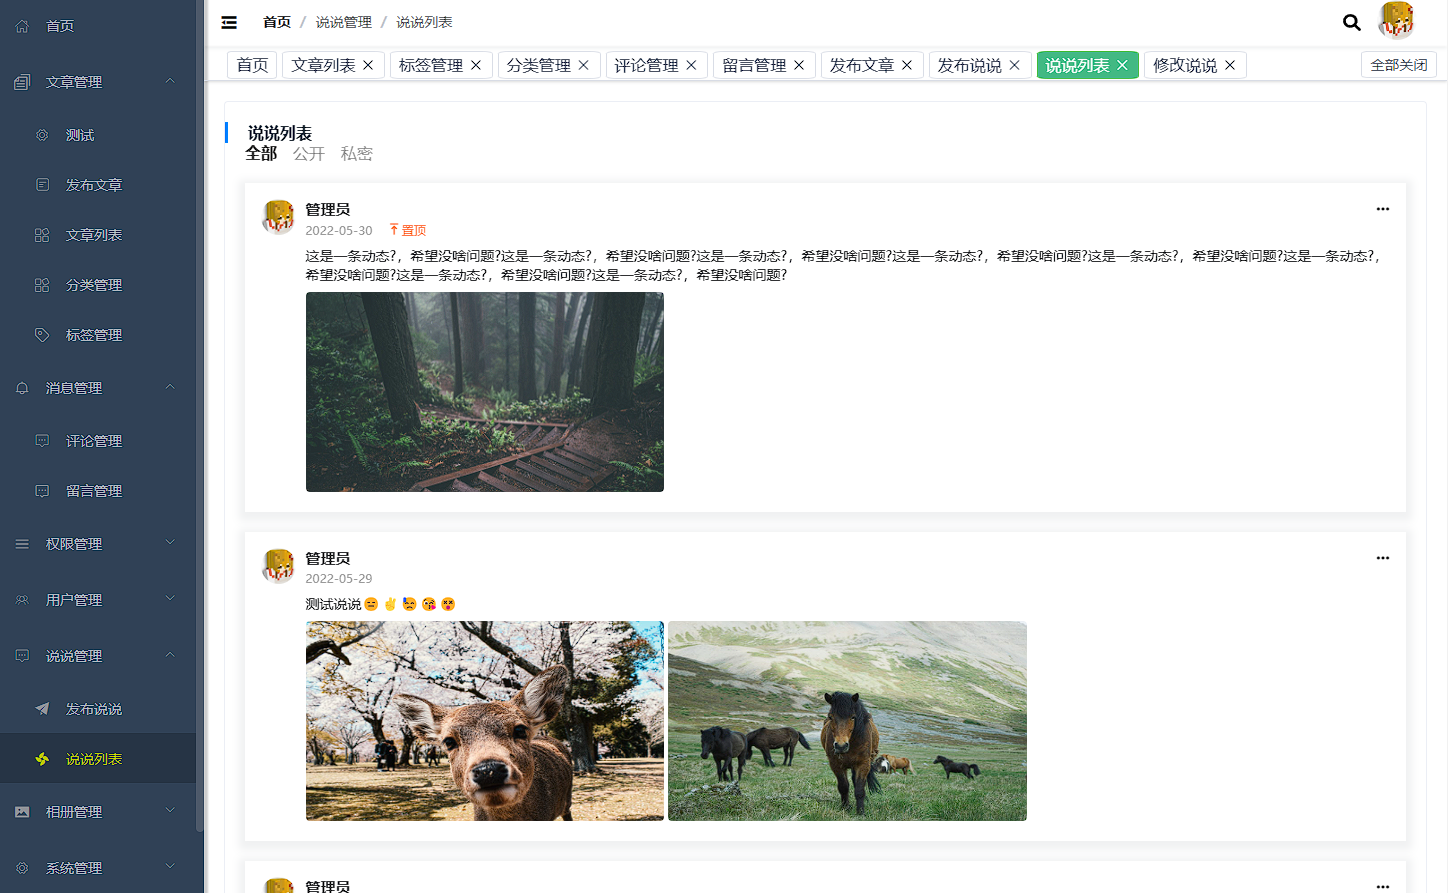 首页
文章管理
测试
发布文章
文章列表
分类管理
标签管理
消息管理
评论管理
留言管理
权限管理
用户管理
说说管理
发布说说
说说列表
相册管理
系统管理
首页 / 说说管理 / 说说列表
首页 文章列表 标签管理 分类管理 评论管理 留言管理 发布文章 发布说说 说说列表 修改说说 全部关闭
说说列表
全部 公开 私密
管理员
2022-05-30 置顶
这是一条动态?，希望没啥问题?这是一条动态?，希望没啥问题?这是一条动态?，希望没啥问题?这是一条动态?，希望没啥问题?这是一条动态?，希望没啥问题?这是一条动态?，
希望没啥问题?这是一条动态?，希望没啥问题?这是一条动态?，希望没啥问题?
管理员
2022-05-29
测试说说😑✌😓😘😵
管理员